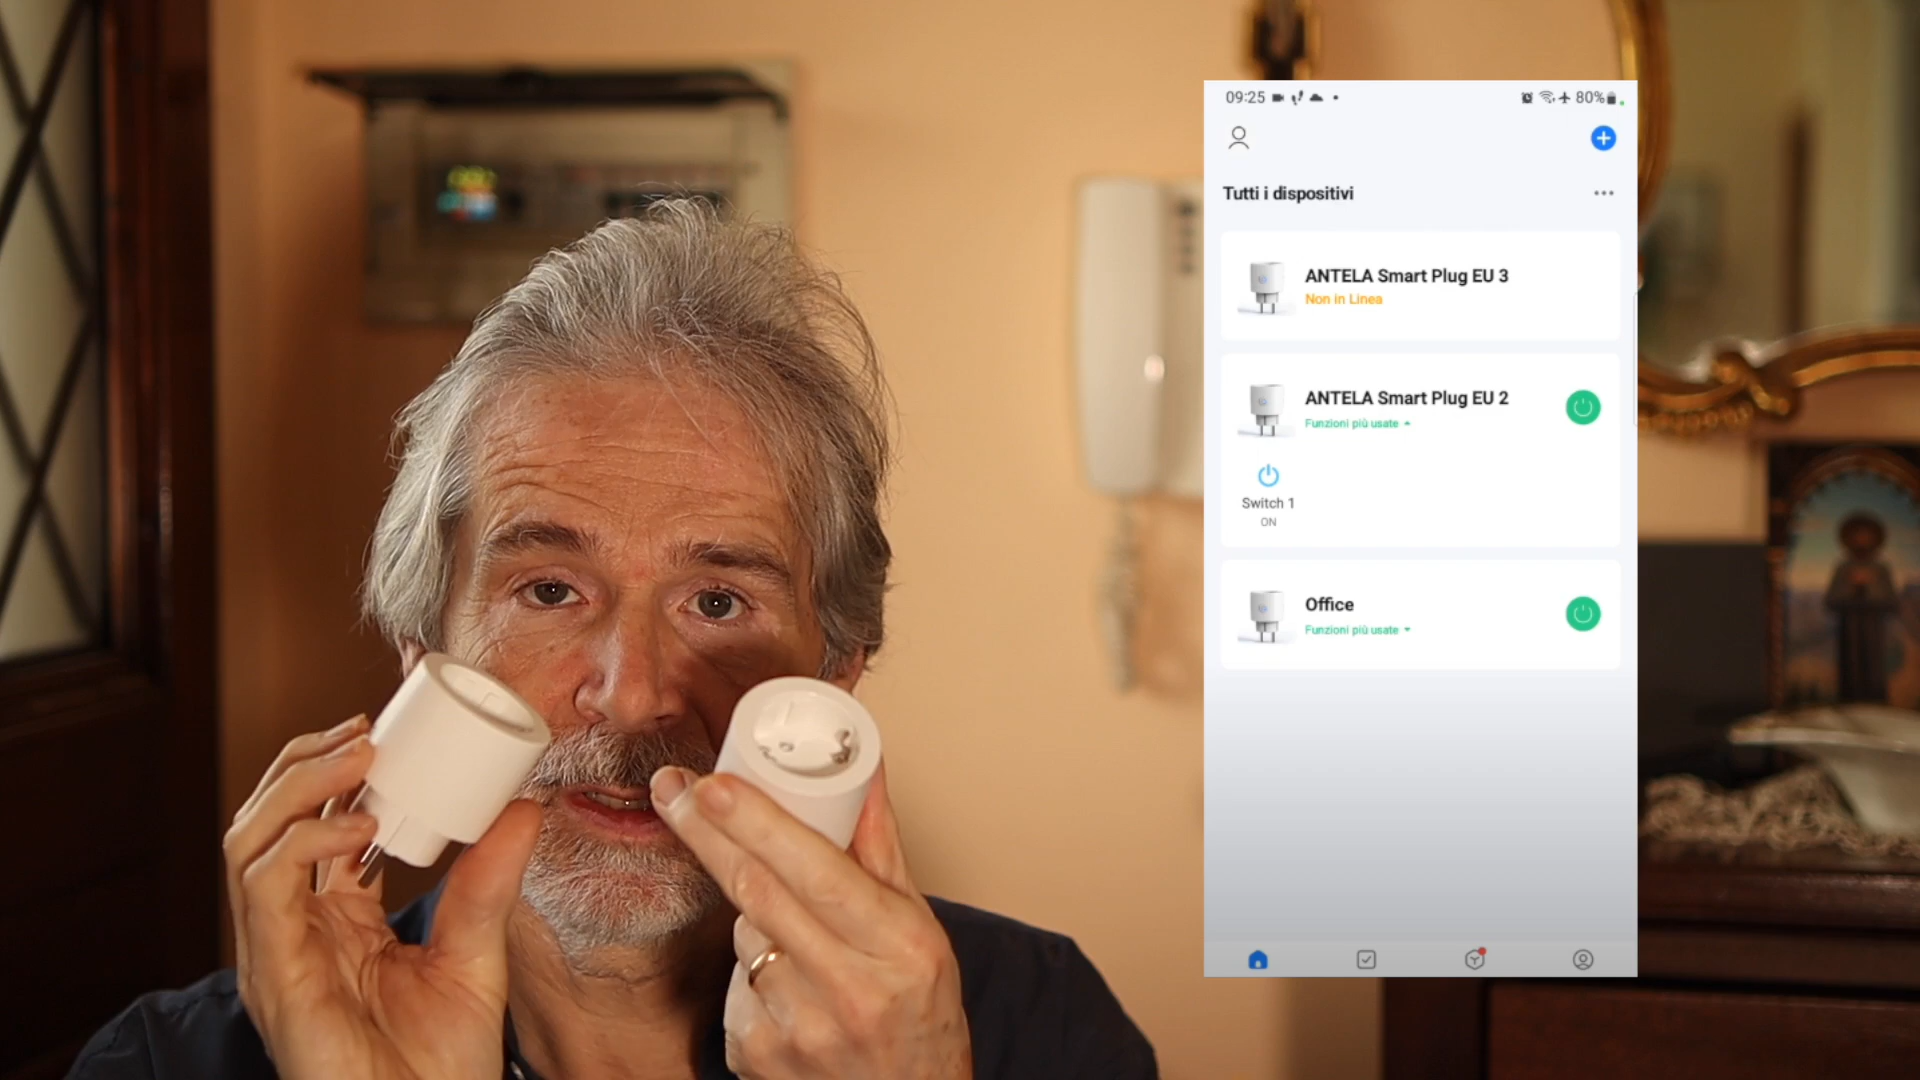 09:25
80%
Tutti i dispositivi
ANTELA Smart Plug EU 3
Non in Linea
ANTELA Smart Plug EU 2
Funzioni più usate
Switch 1
ON
Office
Funzioni più usate